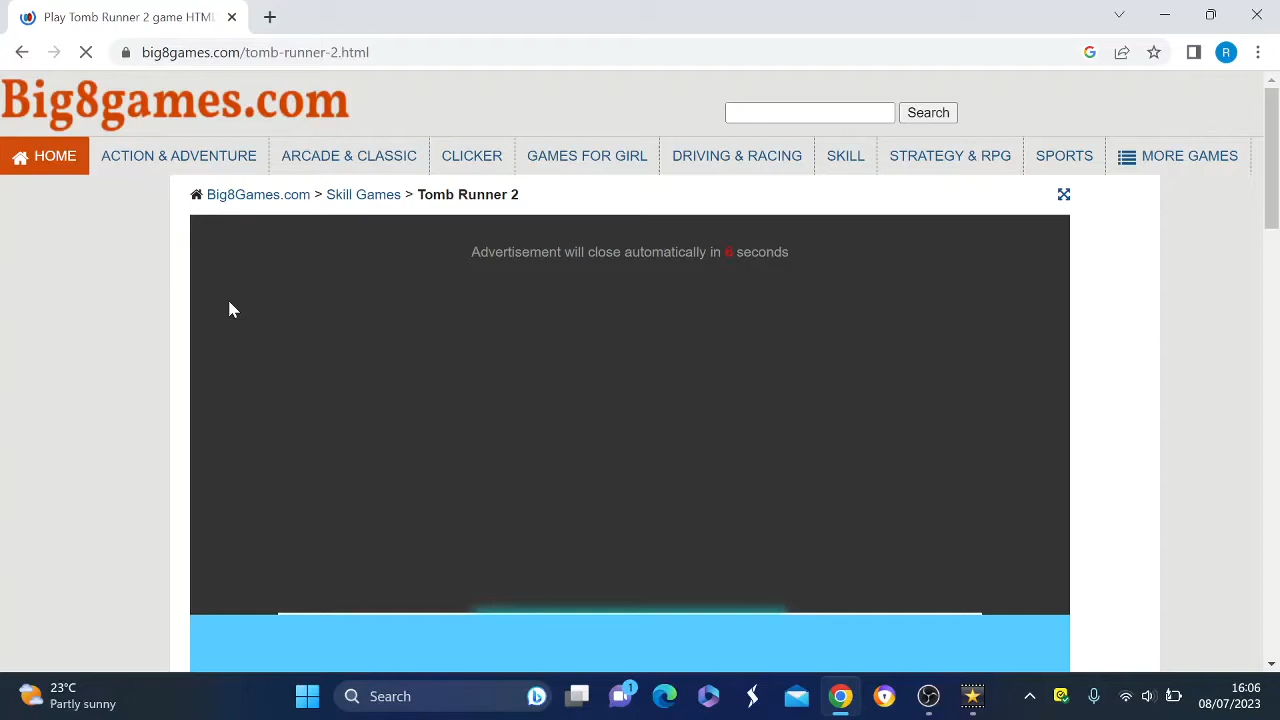 Play Tomb Runner 2 game HTML
big8games.com/tomb-runner-2.html
R
Big8games.com
Search
HOME
ACTION & ADVENTURE
ARCADE & CLASSIC
CLICKER
GAMES FOR GIRL
DRIVING & RACING
SKILL
STRATEGY & RPG
SPORTS
MORE GAMES
Big8Games.com > Skill Games > Tomb Runner 2
Advertisement will close automatically in 6 seconds
23°C
Partly sunny
Search
1
16:06
08/07/2023